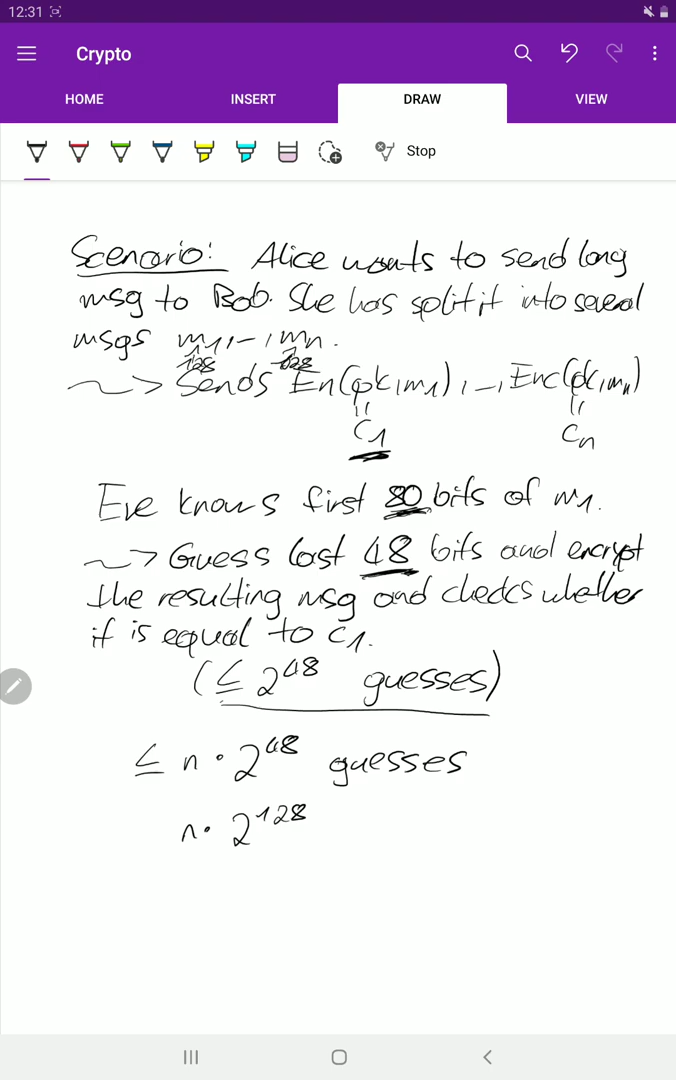 12:31
Crypto
HOME INSERT DRAW VIEW
Stop
Scenario: Alice wants to send long
msg to Bob. She has split it into several
msgs m1, – , mn.
128 128
~> Sends En(pk,m1), –, Enc(pk,mn)
" "
C1 Cn
Eve knows first 80 bits of m1.
~> Guess last 48 bits and encrypt
the resulting msg and checks whether
it is equal to C1.
(≤ 2^48 guesses)
≤ n · 2^48 guesses
n · 2^128